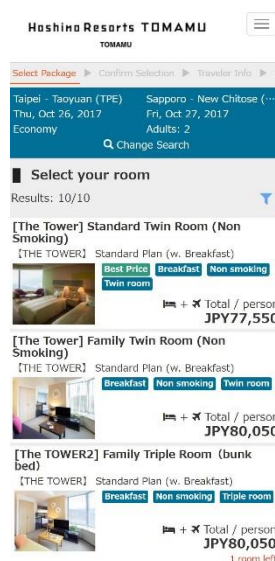 Hoshino Resorts TOMAMU
TOMAMU
Select Package ▶ Confirm Selection ▶ Traveler Info ▶
Taipei - Taoyuan (TPE) Sapporo - New Chitose (···
Thu, Oct 26, 2017 Fri, Oct 27, 2017
Economy Adults: 2
Change Search
Select your room
Results: 10/10
[The Tower] Standard Twin Room (Non
Smoking)
【THE TOWER】 Standard Plan (w. Breakfast)
Best Price Breakfast Non smoking
Twin room
+ Total / person
JPY77,550
[The Tower] Family Twin Room (Non
Smoking)
【THE TOWER】 Standard Plan (w. Breakfast)
Breakfast Non smoking Twin room
+ Total / person
JPY80,050
[The TOWER2] Family Triple Room（bunk
bed）
【THE TOWER】 Standard Plan (w. Breakfast)
Breakfast Non smoking Triple room
+ Total / person
JPY80,050
1 room left